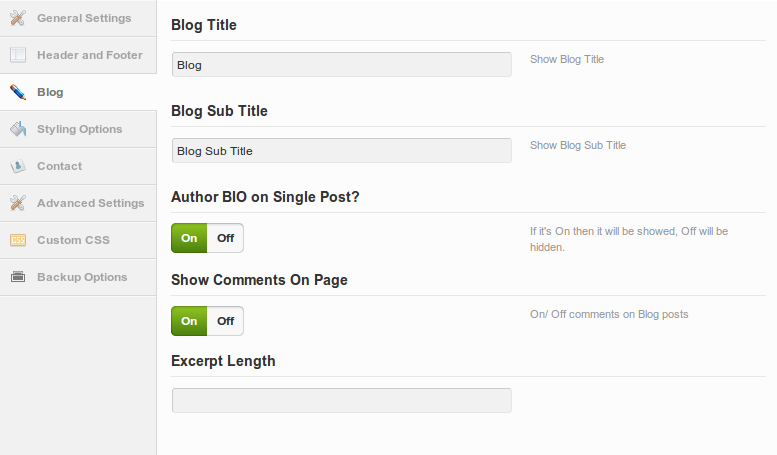 General Settings
Header and Footer
Blog
Styling Options
Contact
Advanced Settings
Custom CSS
Backup Options
Blog Title
Blog
Show Blog Title
Blog Sub Title
Blog Sub Title
Show Blog Sub Title
Author BIO on Single Post?
On Off
If it's On then it will be showed, Off will be
hidden.
Show Comments On Page
On Off
On/ Off comments on Blog posts
Excerpt Length